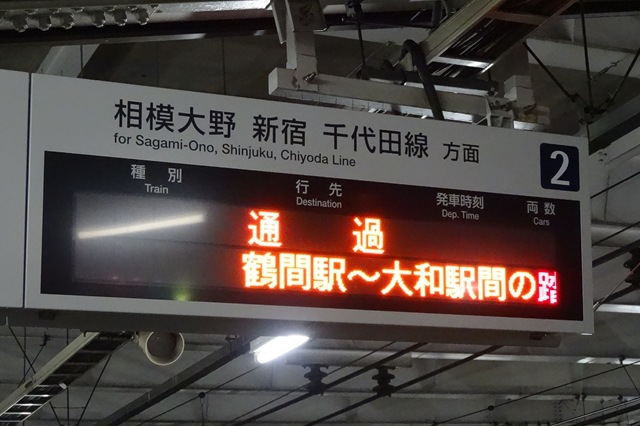 相模大野 新宿 千代田線 方面
for Sagami-Ono, Shinjuku, Chiyoda Line
2
種別 行先 発車時刻 両数
Train Destination Dep. Time Cars
通過
鶴間駅～大和駅間の